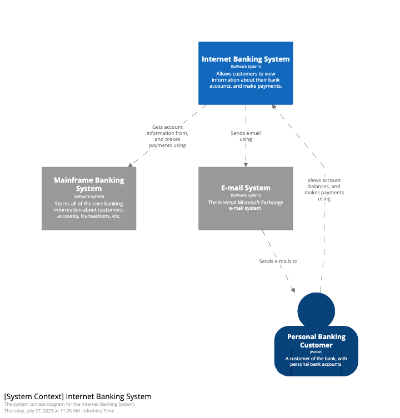 Internet Banking System
[Software System]
Allows customers to view
information about their bank
accounts, and make payments.
Gets account
information from,
and makes
payments using
Sends e-mail
using
Views account
balances, and
makes payments
using
Mainframe Banking
System
[Software System]
Stores all of the core banking
information about customers,
accounts, transactions, etc.
E-mail System
[Software System]
The internal Microsoft Exchange
e-mail system.
Sends e-mails to
Personal Banking
Customer
[Person]
A customer of the bank, with
personal bank accounts.
[System Context] Internet Banking System
The system context diagram for the Internet Banking System.
Thursday, July 27, 2023 at 11:25 AM Indochina Time